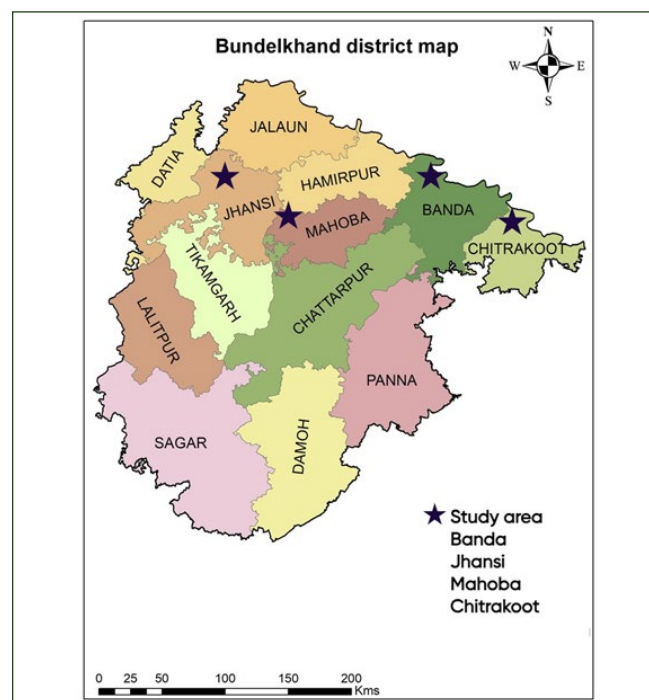 Bundelkhand district map
N
W E
S
JALAUN
DATIA
HAMIRPUR
JHANSI
BANDA
MAHOBA
CHITRAKOOT
TIKAMGARH
CHATTARPUR
LALITPUR
PANNA
SAGAR
DAMOH
Study area
Banda
Jhansi
Mahoba
Chitrakoot
0 25 50 100 150 200
Kms